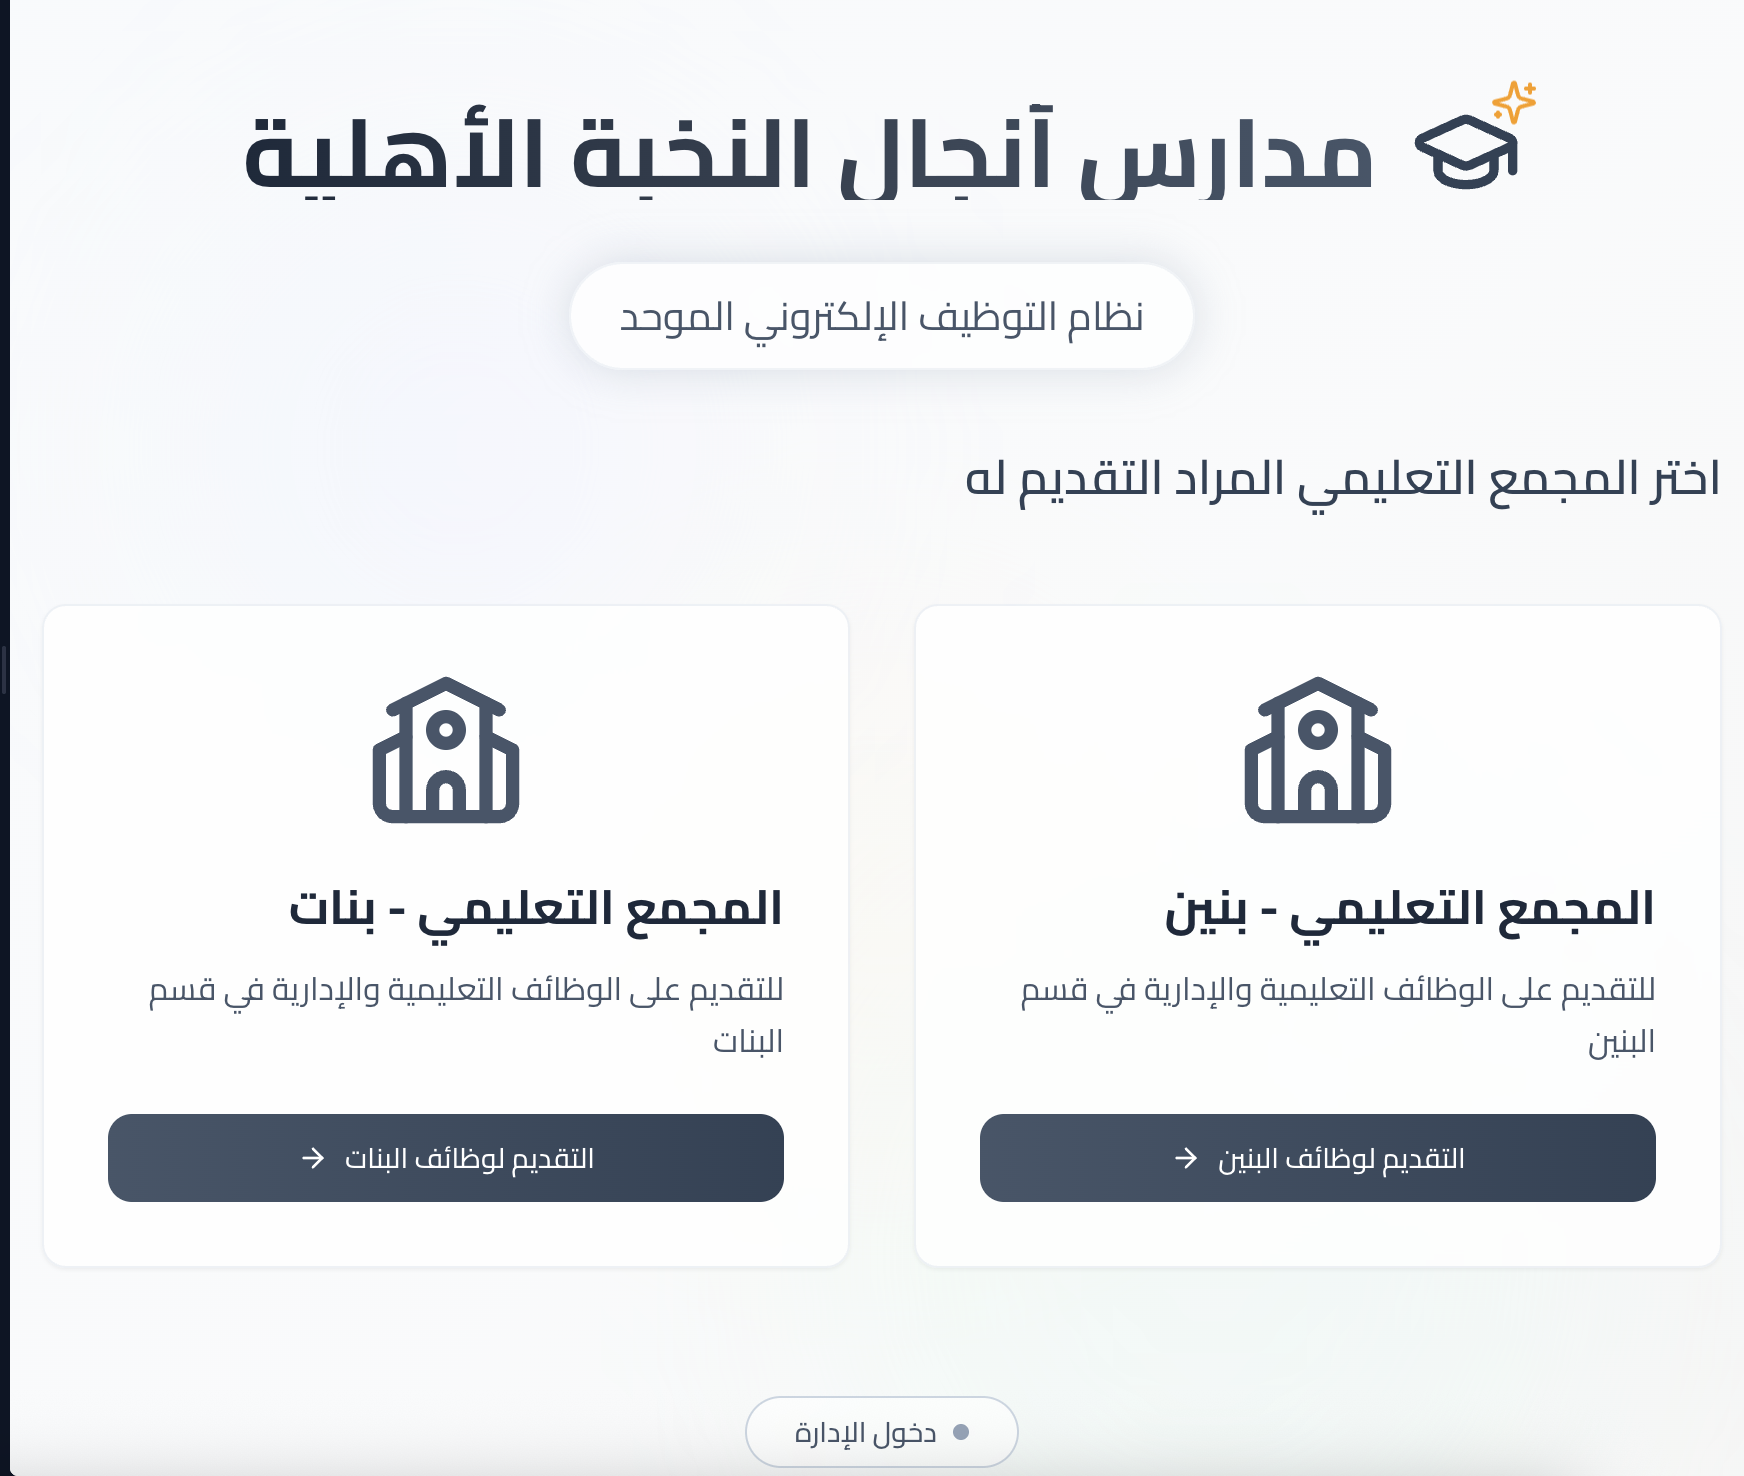 مدارس أنجال النخبة الأهلية
نظام التوظيف الإلكتروني الموحد
اختر المجمع التعليمي المراد التقديم له
المجمع التعليمي - بنين
للتقديم على الوظائف التعليمية والإدارية في قسم
البنين
التقديم لوظائف البنين
المجمع التعليمي - بنات
للتقديم على الوظائف التعليمية والإدارية في قسم
البنات
التقديم لوظائف البنات
دخول الإدارة